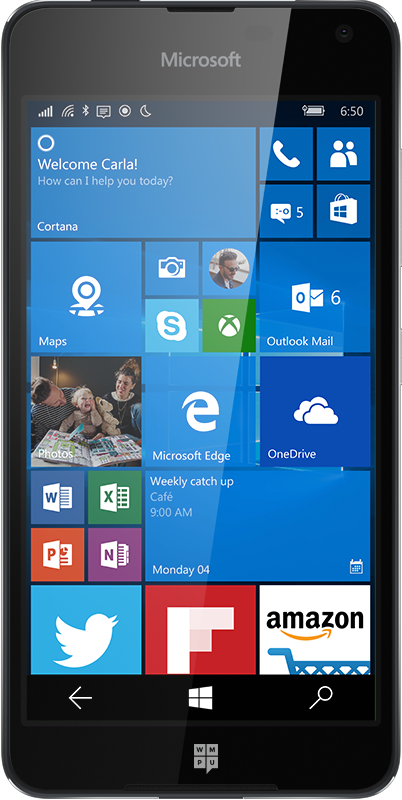 Microsoft
6:50
Welcome Carla!
How can I help you today?
Cortana
:-o 5
Maps
6
Outlook Mail
Photos
Microsoft Edge
OneDrive
W
X
P
N
Weekly catch up
Café
9:00 AM
Monday 04
amazon
W M
P U